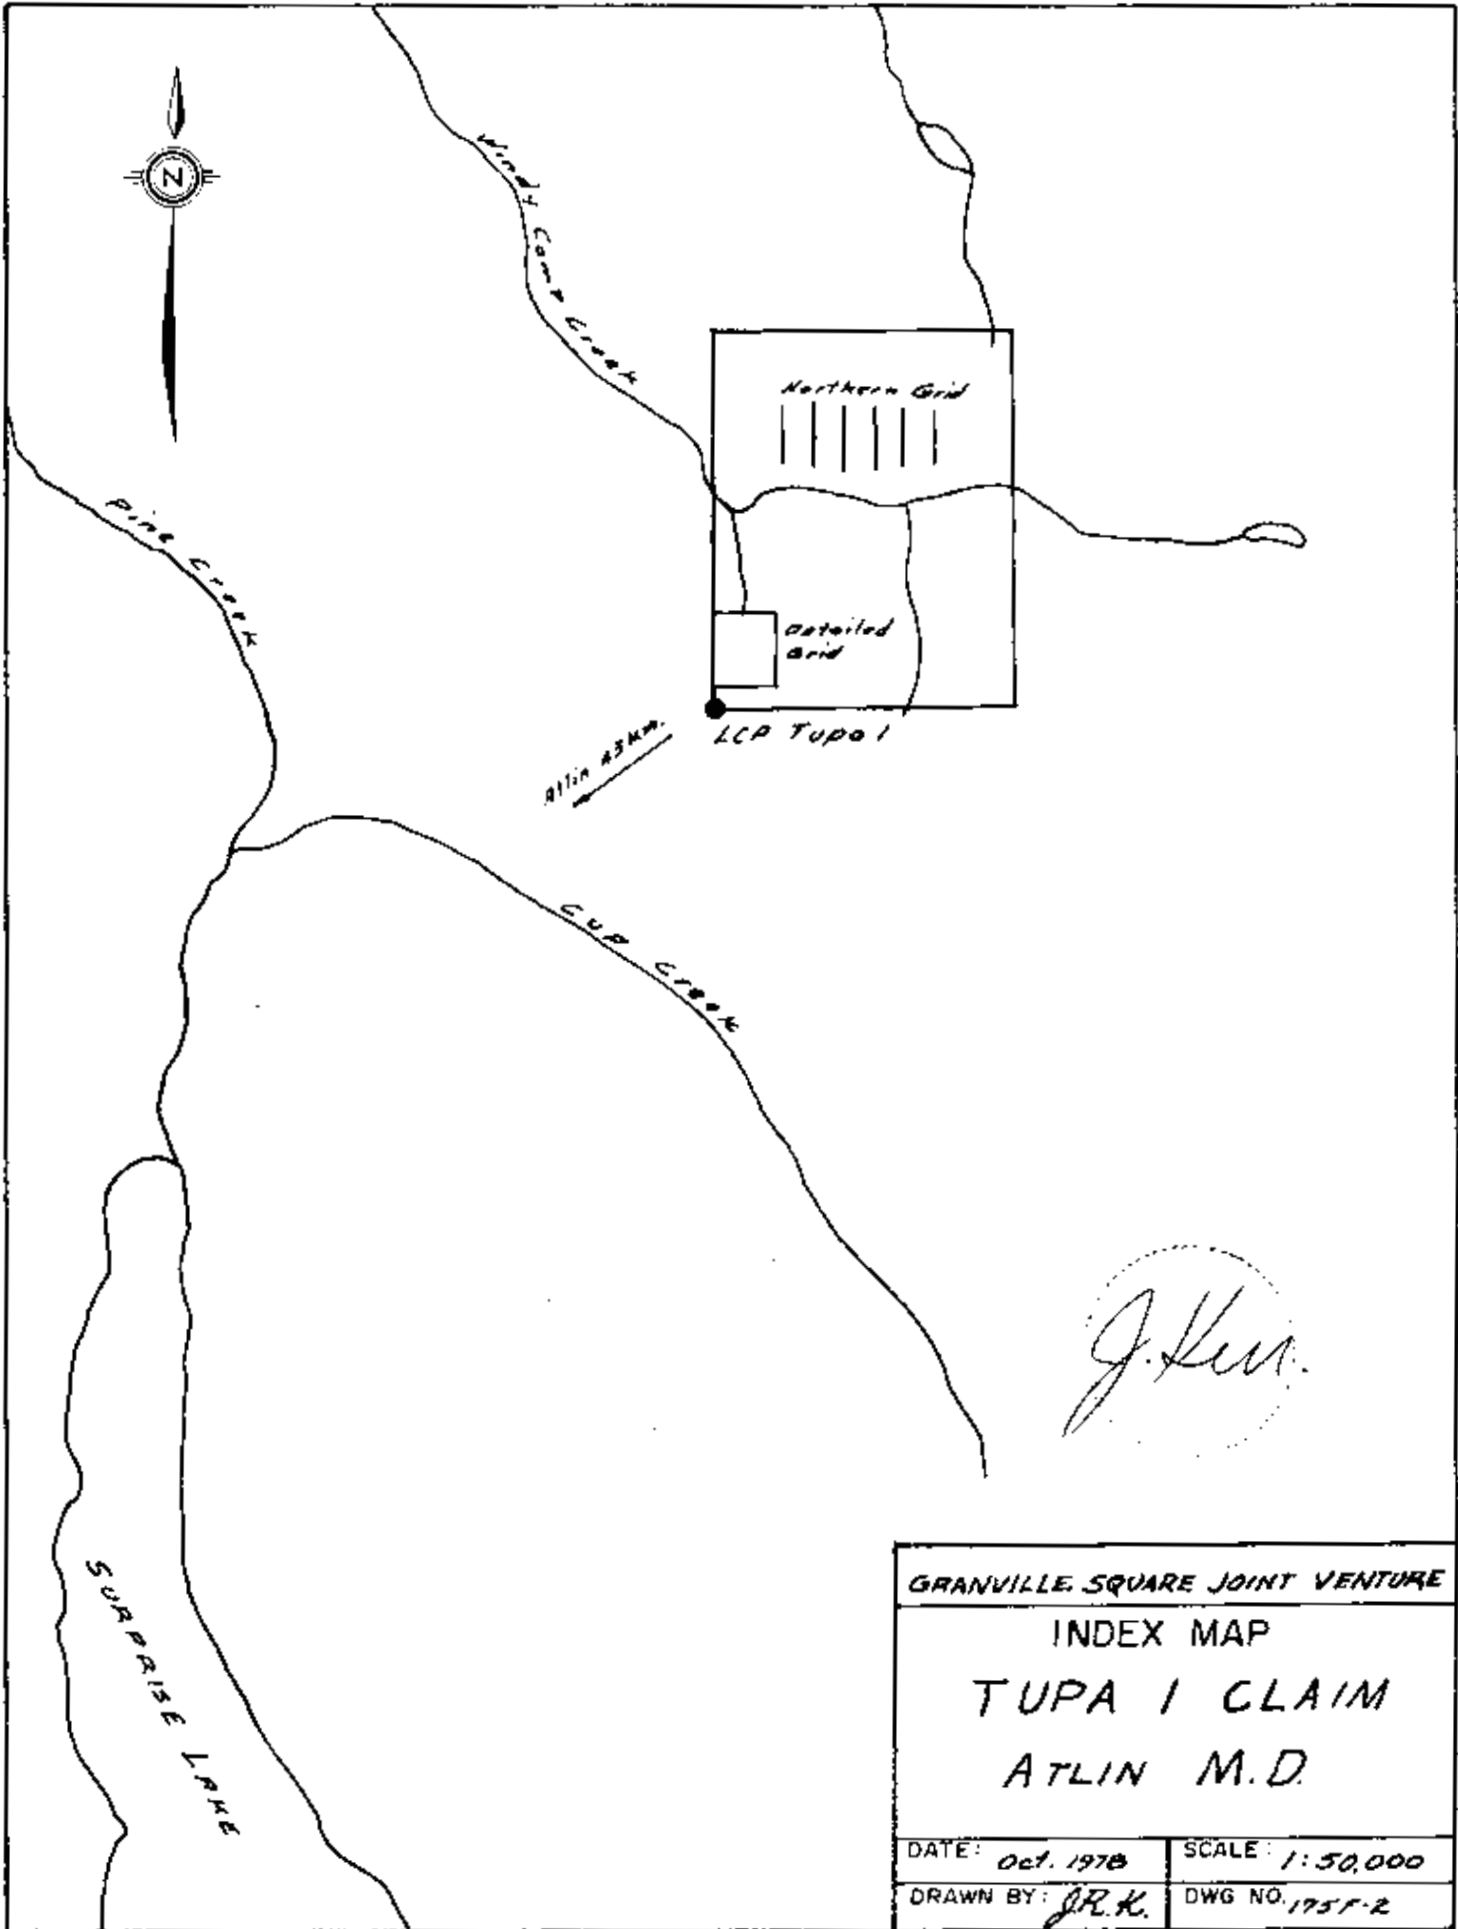 N
Windy Camp Creek
Northern Grid
Pine Creek
Detailed
Grid
LCP Tupa 1
Atlin 43 Km.
Cup Creek
J. Kerr.
SURPRISE LAKE
GRANVILLE SQUARE JOINT VENTURE
INDEX MAP
TUPA 1 CLAIM
ATLIN M.D.
DATE: Oct. 1978
SCALE: 1:50,000
DRAWN BY: J.R.K.
DWG NO. 175F-2